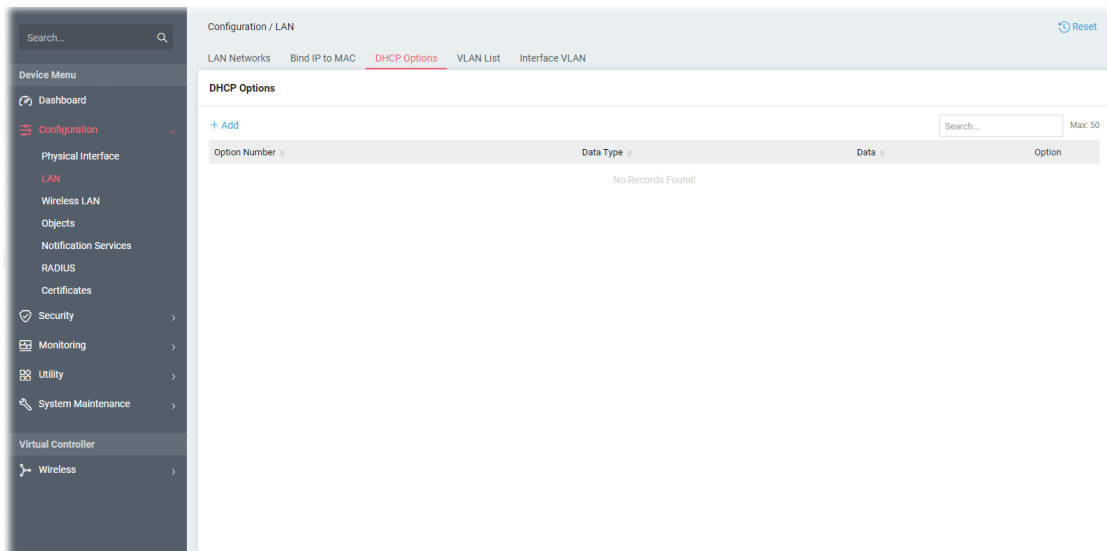 Search...
Device Menu
Dashboard
Configuration
Physical Interface
LAN
Wireless LAN
Objects
Notification Services
RADIUS
Certificates
Security
Monitoring
Utility
System Maintenance
Virtual Controller
Wireless
Configuration / LAN
Reset
LAN Networks Bind IP to MAC DHCP Options VLAN List Interface VLAN
DHCP Options
+ Add Search... Max: 50
Option Number Data Type Data Option
No Records Found!